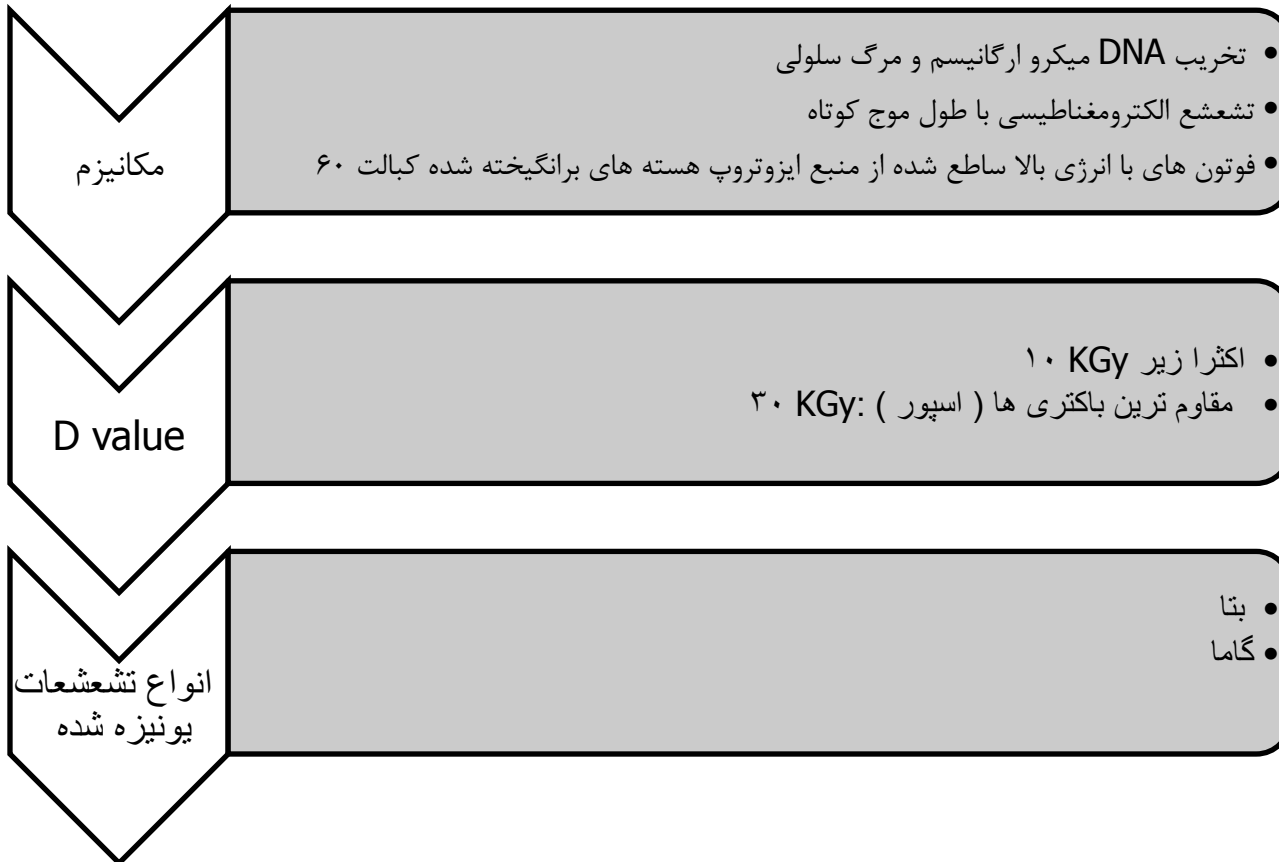 مکانیزم
• تخریب DNA میکرو ارگانیسم و مرگ سلولی
• تشعشع الکترومغناطیسی با طول موج کوتاه
• فوتون های با انرژی بالا ساطع شده از منبع ایزوتروپ هسته های برانگیخته شده کبالت ۶۰
D value
• اکثرا زیر ۱۰ KGy
• مقاوم ترین باکتری ها ( اسپور ) :۳۰ KGy
انواع تشعشعات
یونیزه شده
• بتا
• گاما